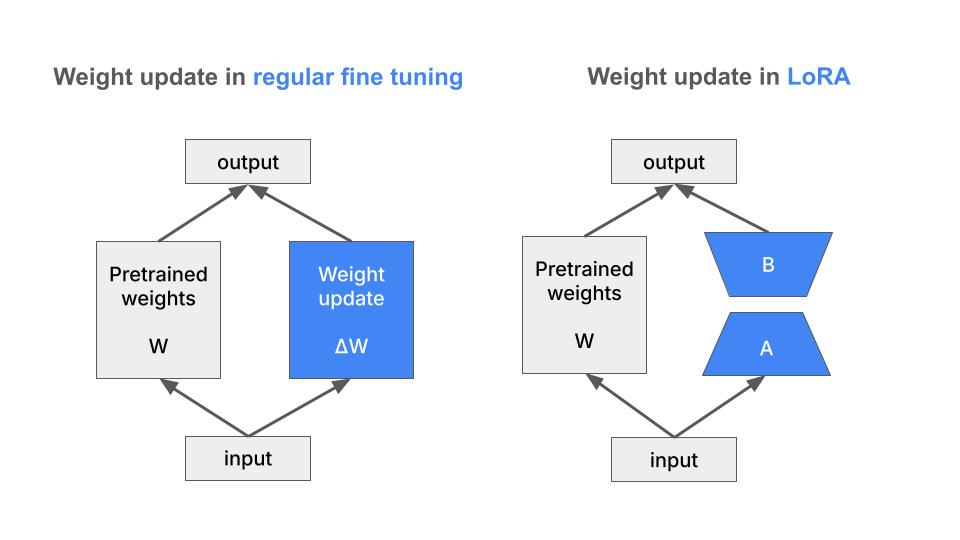 Weight update in regular fine tuning
output
Pretrained
weights
W
Weight
update
ΔW
input
Weight update in LoRA
output
Pretrained
weights
W
B
A
input